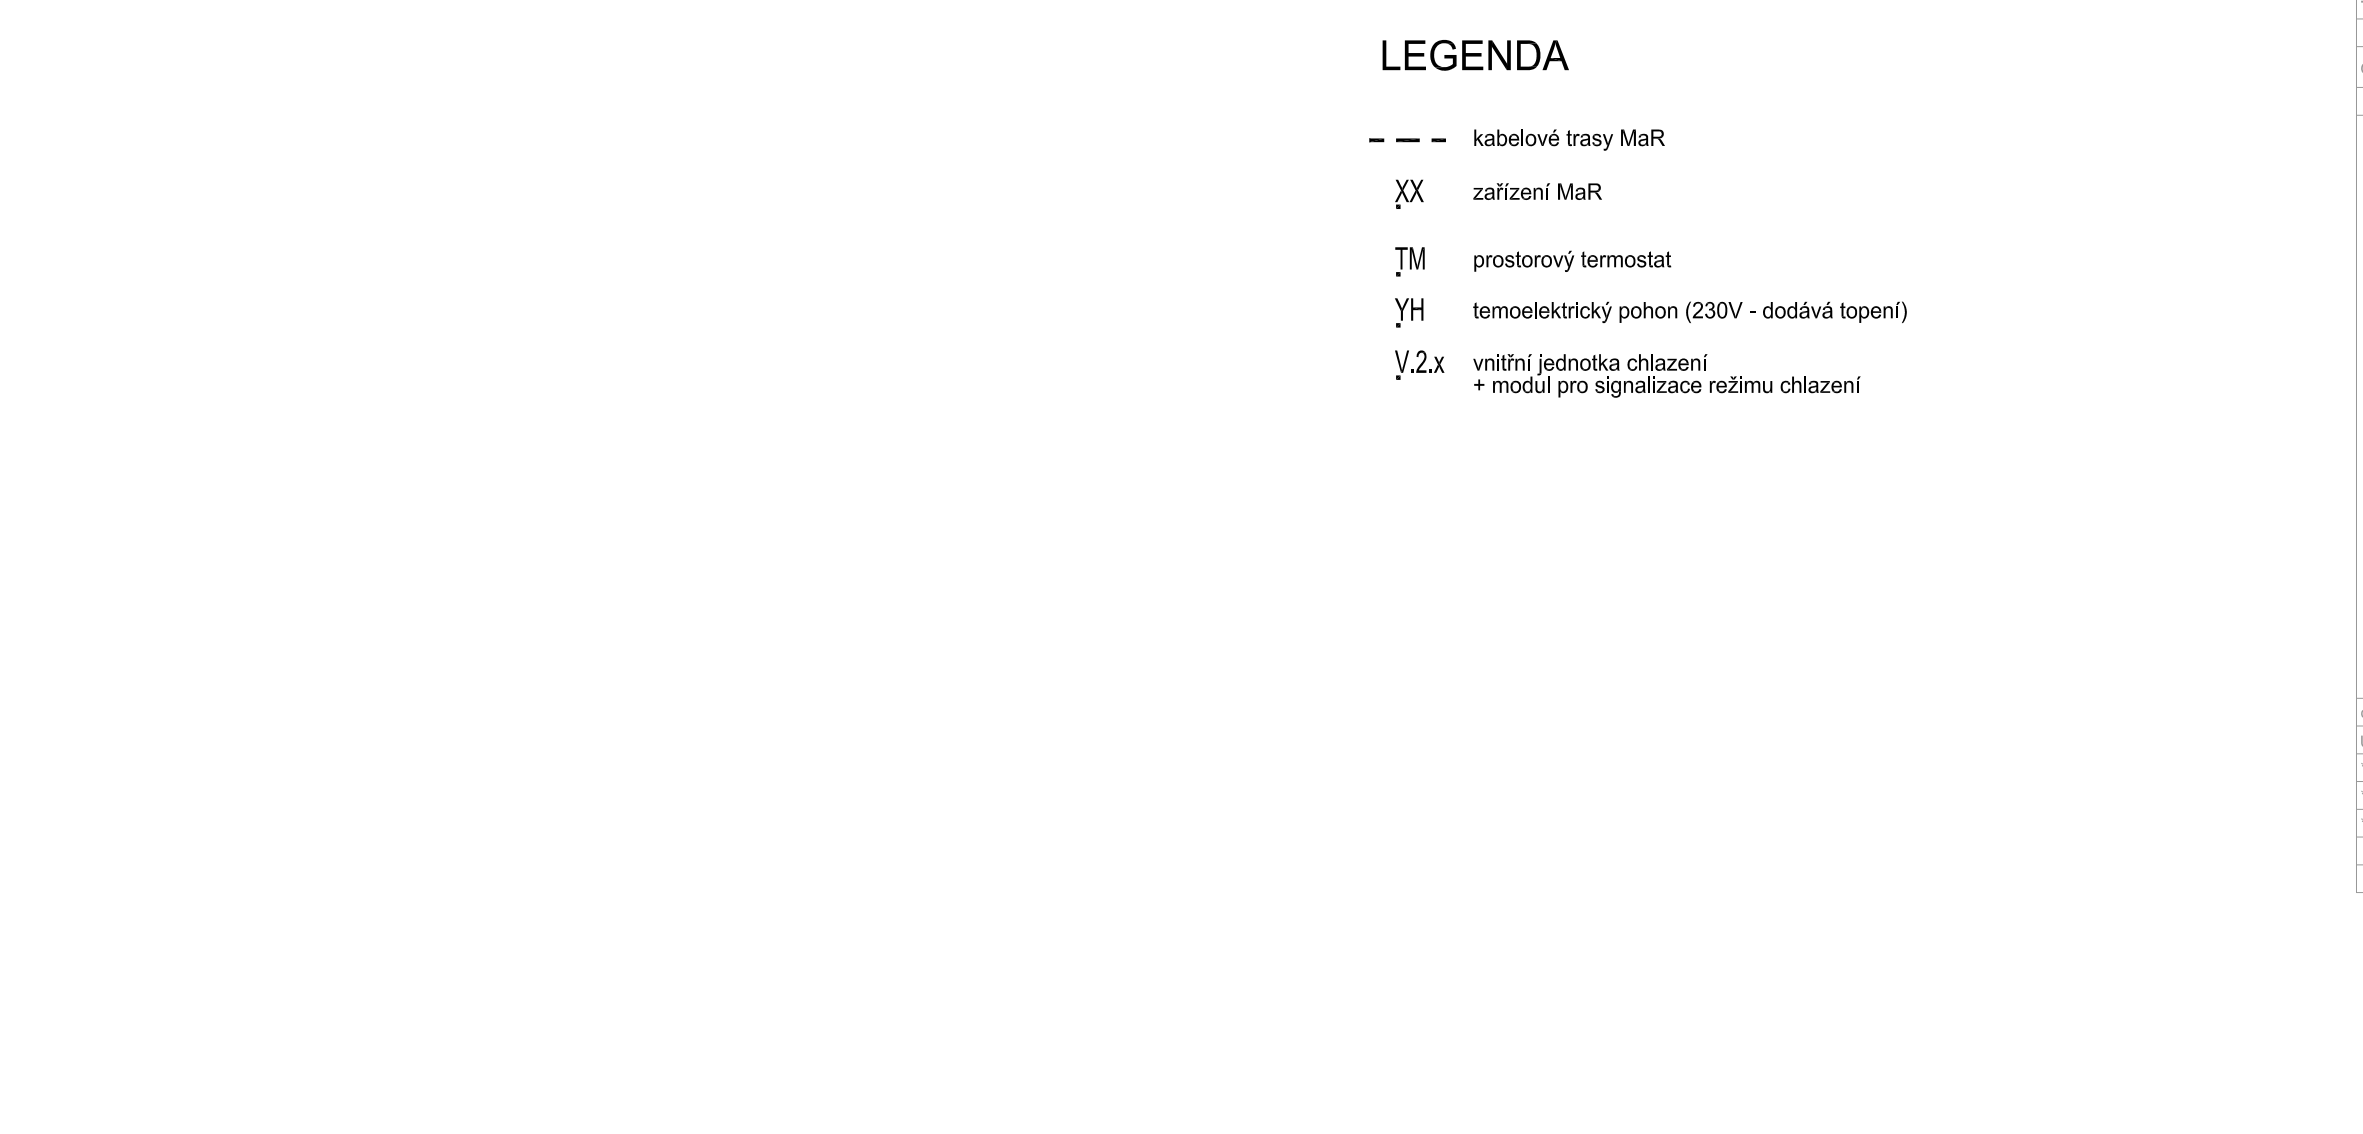 LEGENDA
kabelové trasy MaR
XX zařízení MaR
TM prostorový termostat
YH temoelektrický pohon (230V - dodává topení)
V.2.x vnitřní jednotka chlazení
+ modul pro signalizace režimu chlazení